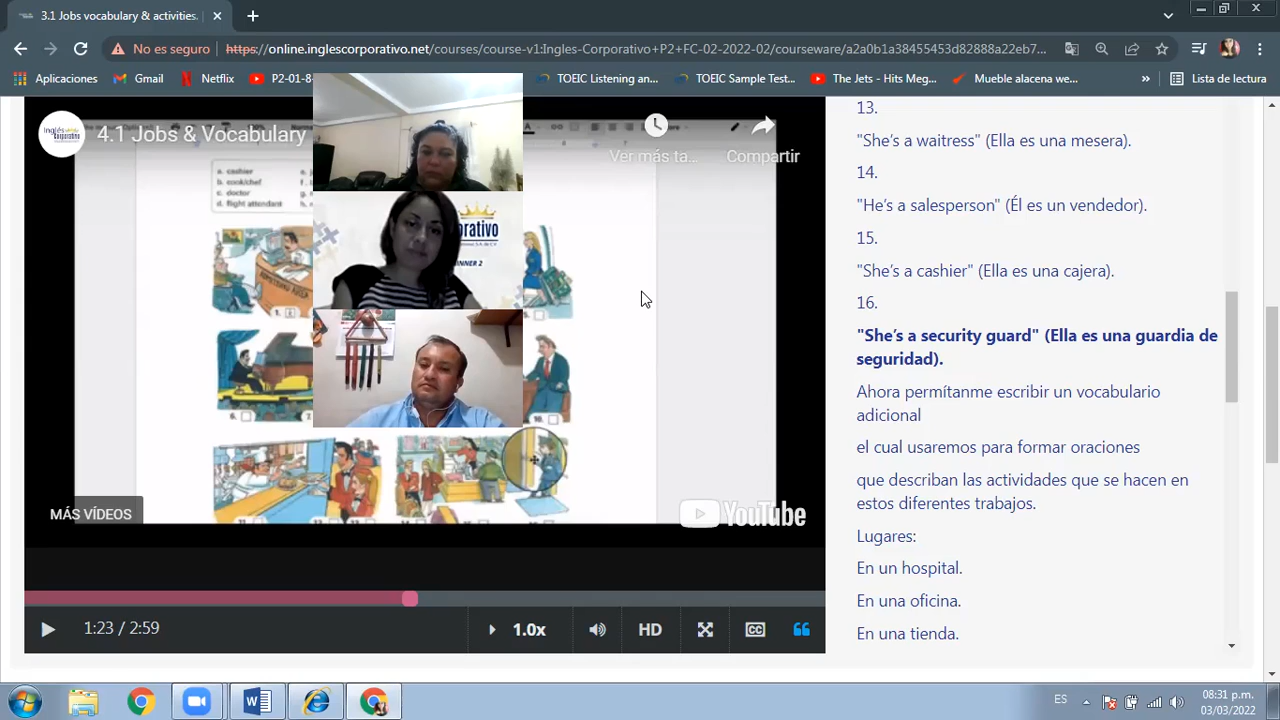 3.1 Jobs vocabulary & activities.
No es seguro
https://online.inglescorporativo.net/courses/course-v1:Ingles-Corporativo+P2+FC-02-2022-02/courseware/a2a0b1a38455453d82888a22eb7...
Aplicaciones
Gmail
Netflix
P2-01-8
TOEIC Listening an...
TOEIC Sample Test...
The Jets - Hits Meg...
Mueble alacena we...
»
Lista de lectura
4.1 Jobs & Vocabulary
Ver más ta...
Compartir
a. cashier
b. cook/chef
c. doctor
d. flight attendant
orativo
INNER 2
MÁS VÍDEOS
YouTube
1:23 / 2:59
1.0x
HD
CC
13.
"She's a waitress" (Ella es una mesera).
14.
"He's a salesperson" (Él es un vendedor).
15.
"She's a cashier" (Ella es una cajera).
16.
"She's a security guard" (Ella es una guardia de
seguridad).
Ahora permítanme escribir un vocabulario
adicional
el cual usaremos para formar oraciones
que describan las actividades que se hacen en
estos diferentes trabajos.
Lugares:
En un hospital.
En una oficina.
En una tienda.
ES
08:31 p.m.
03/03/2022